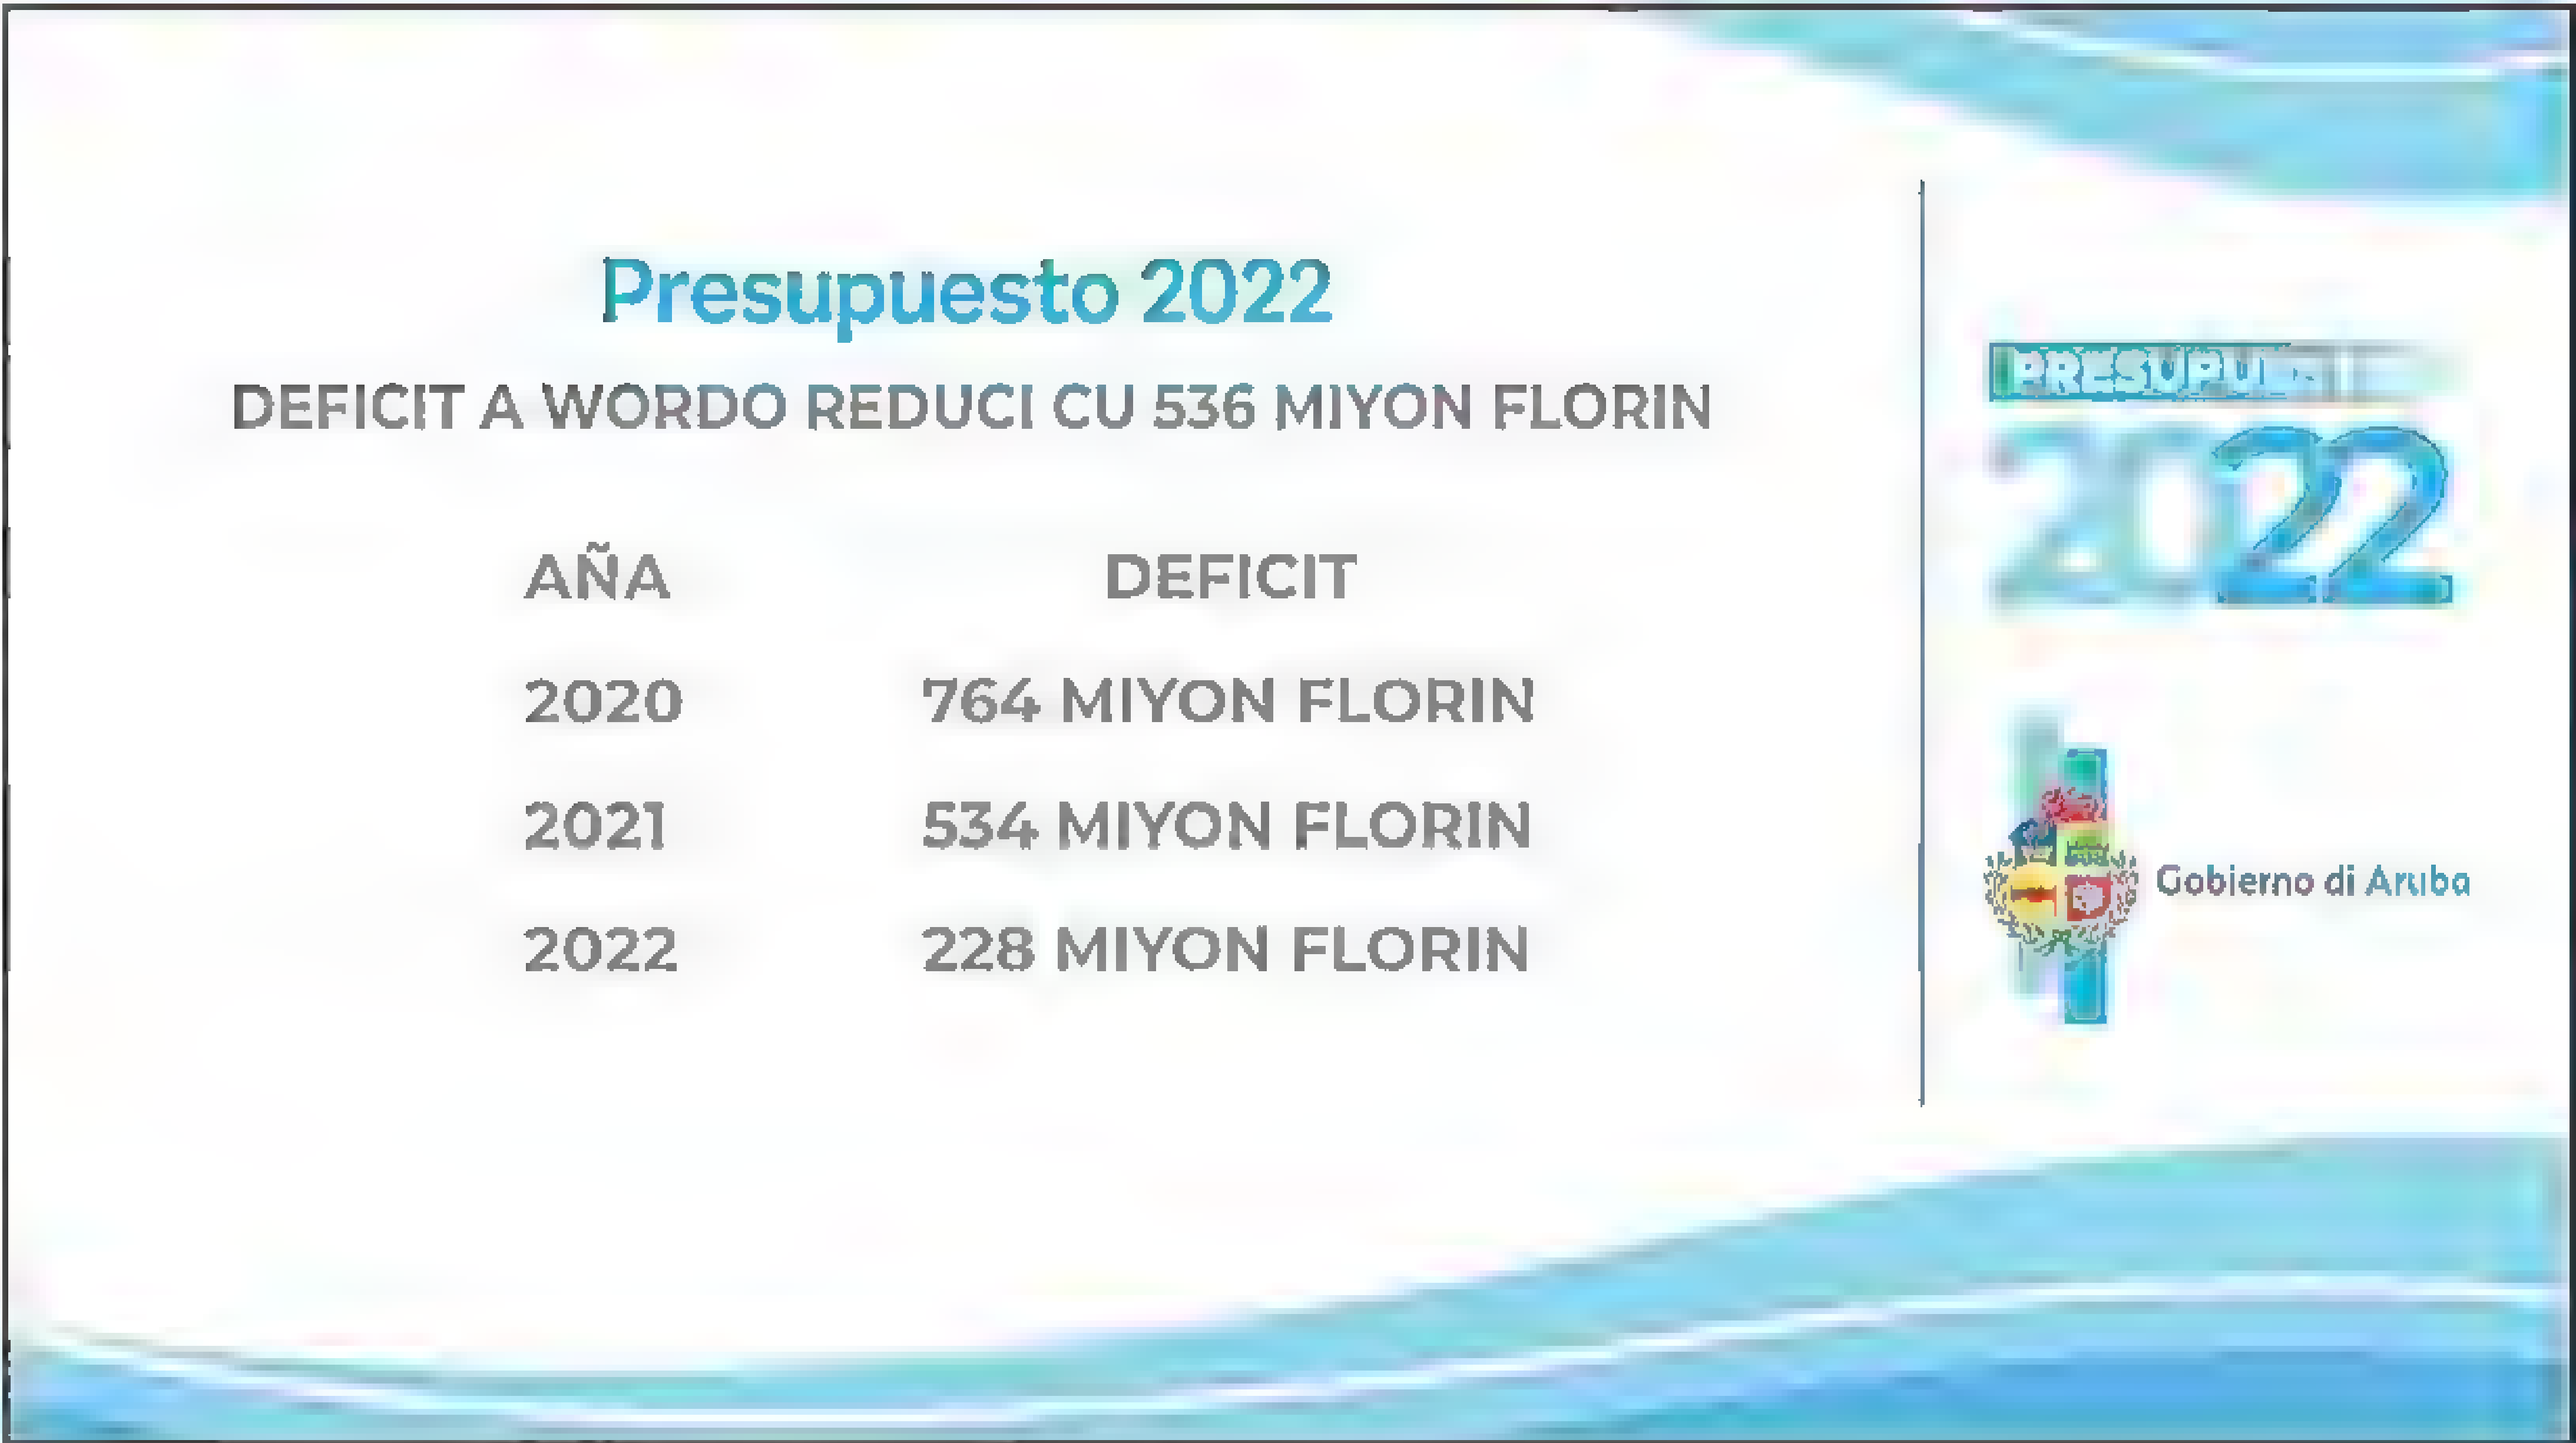 Presupuesto 2022
DEFICIT A WORDO REDUCI CU 536 MIYON FLORIN
AÑA DEFICIT
2020 764 MIYON FLORIN
2021 534 MIYON FLORIN
2022 228 MIYON FLORIN
2022
Gobierno di Aruba